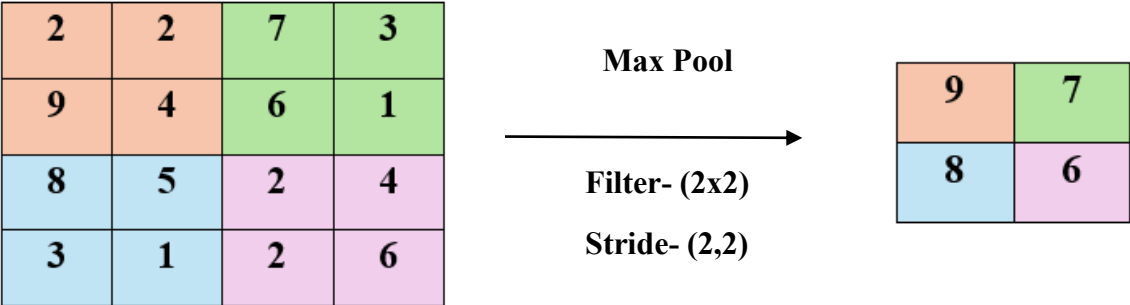 2 2 7 3
9 4 6 1
8 5 2 4
3 1 2 6
Max Pool
Filter- (2x2)
Stride- (2,2)
9 7
8 6